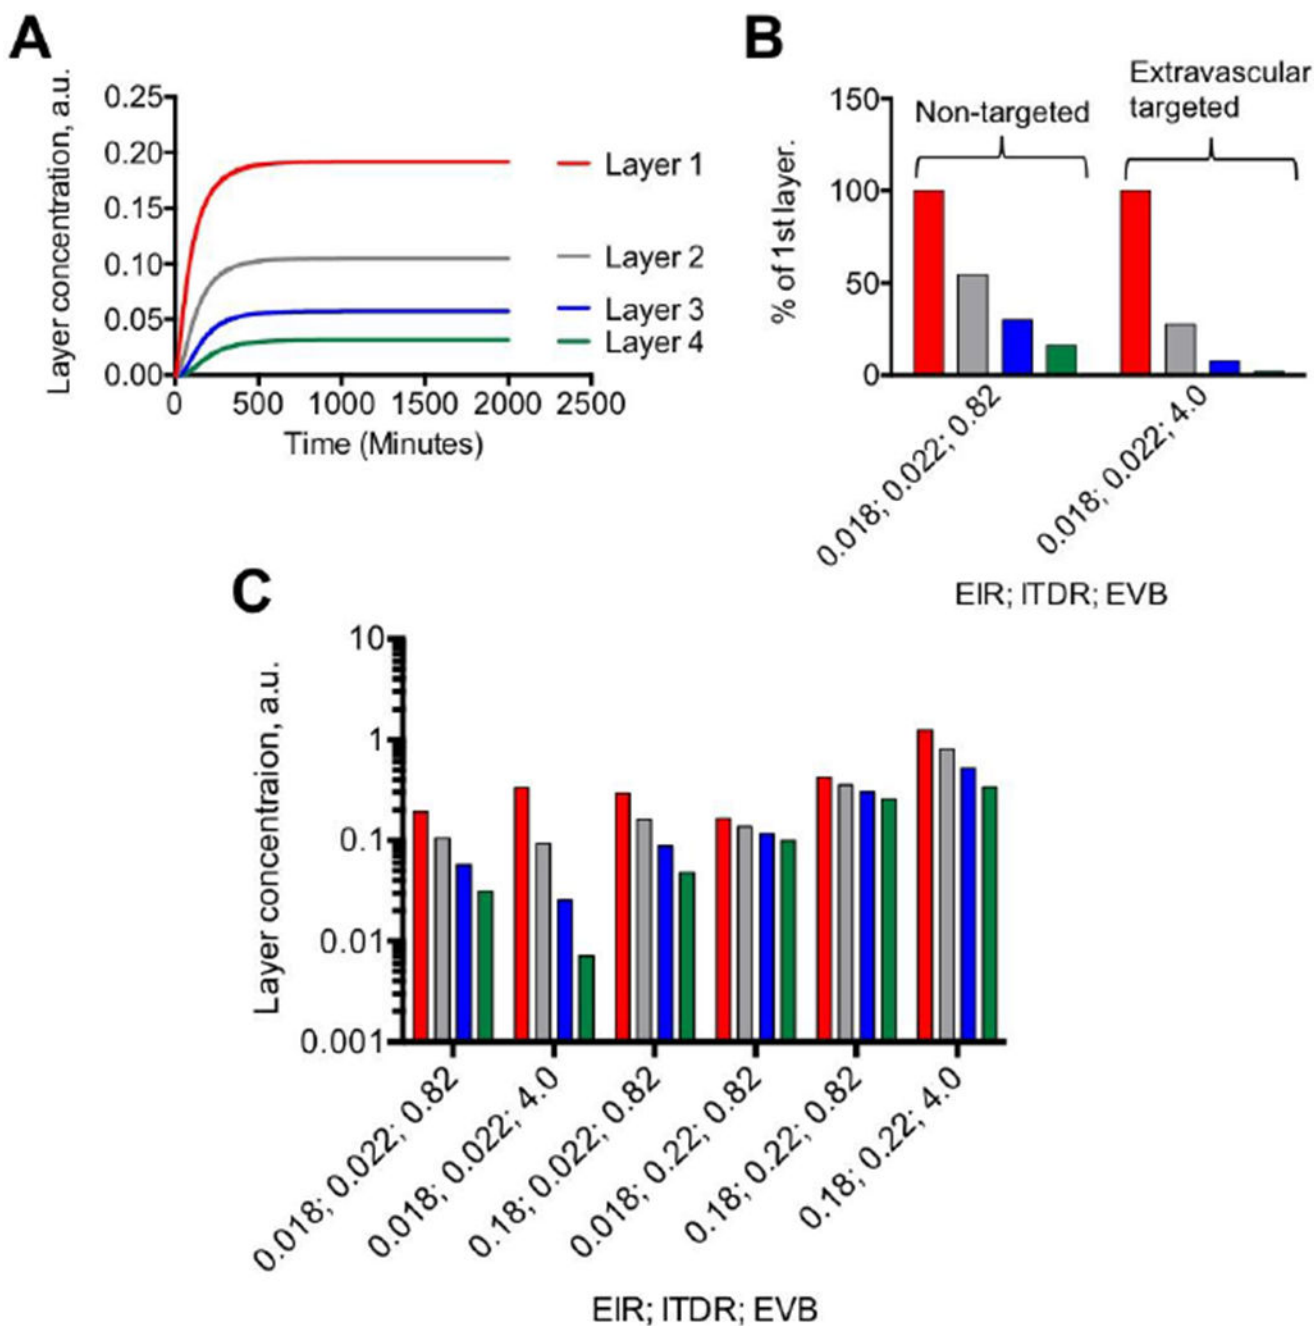 A
Layer concentration, a.u.
0.25
0.20
0.15
0.10
0.05
0.00
0 500 1000 1500 2000 2500
Time (Minutes)
Layer 1
Layer 2
Layer 3
Layer 4
B
% of 1st layer.
150
100
50
0
Non-targeted
Extravascular
targeted
0.018; 0.022; 0.82
0.018; 0.022; 4.0
EIR; ITDR; EVB
C
Layer concentraion, a.u.
10
1
0.1
0.01
0.001
0.018; 0.022; 0.82
0.018; 0.022; 4.0
0.18; 0.022; 0.82
0.018; 0.22; 0.82
0.18; 0.22; 0.82
0.18; 0.22; 4.0
EIR; ITDR; EVB